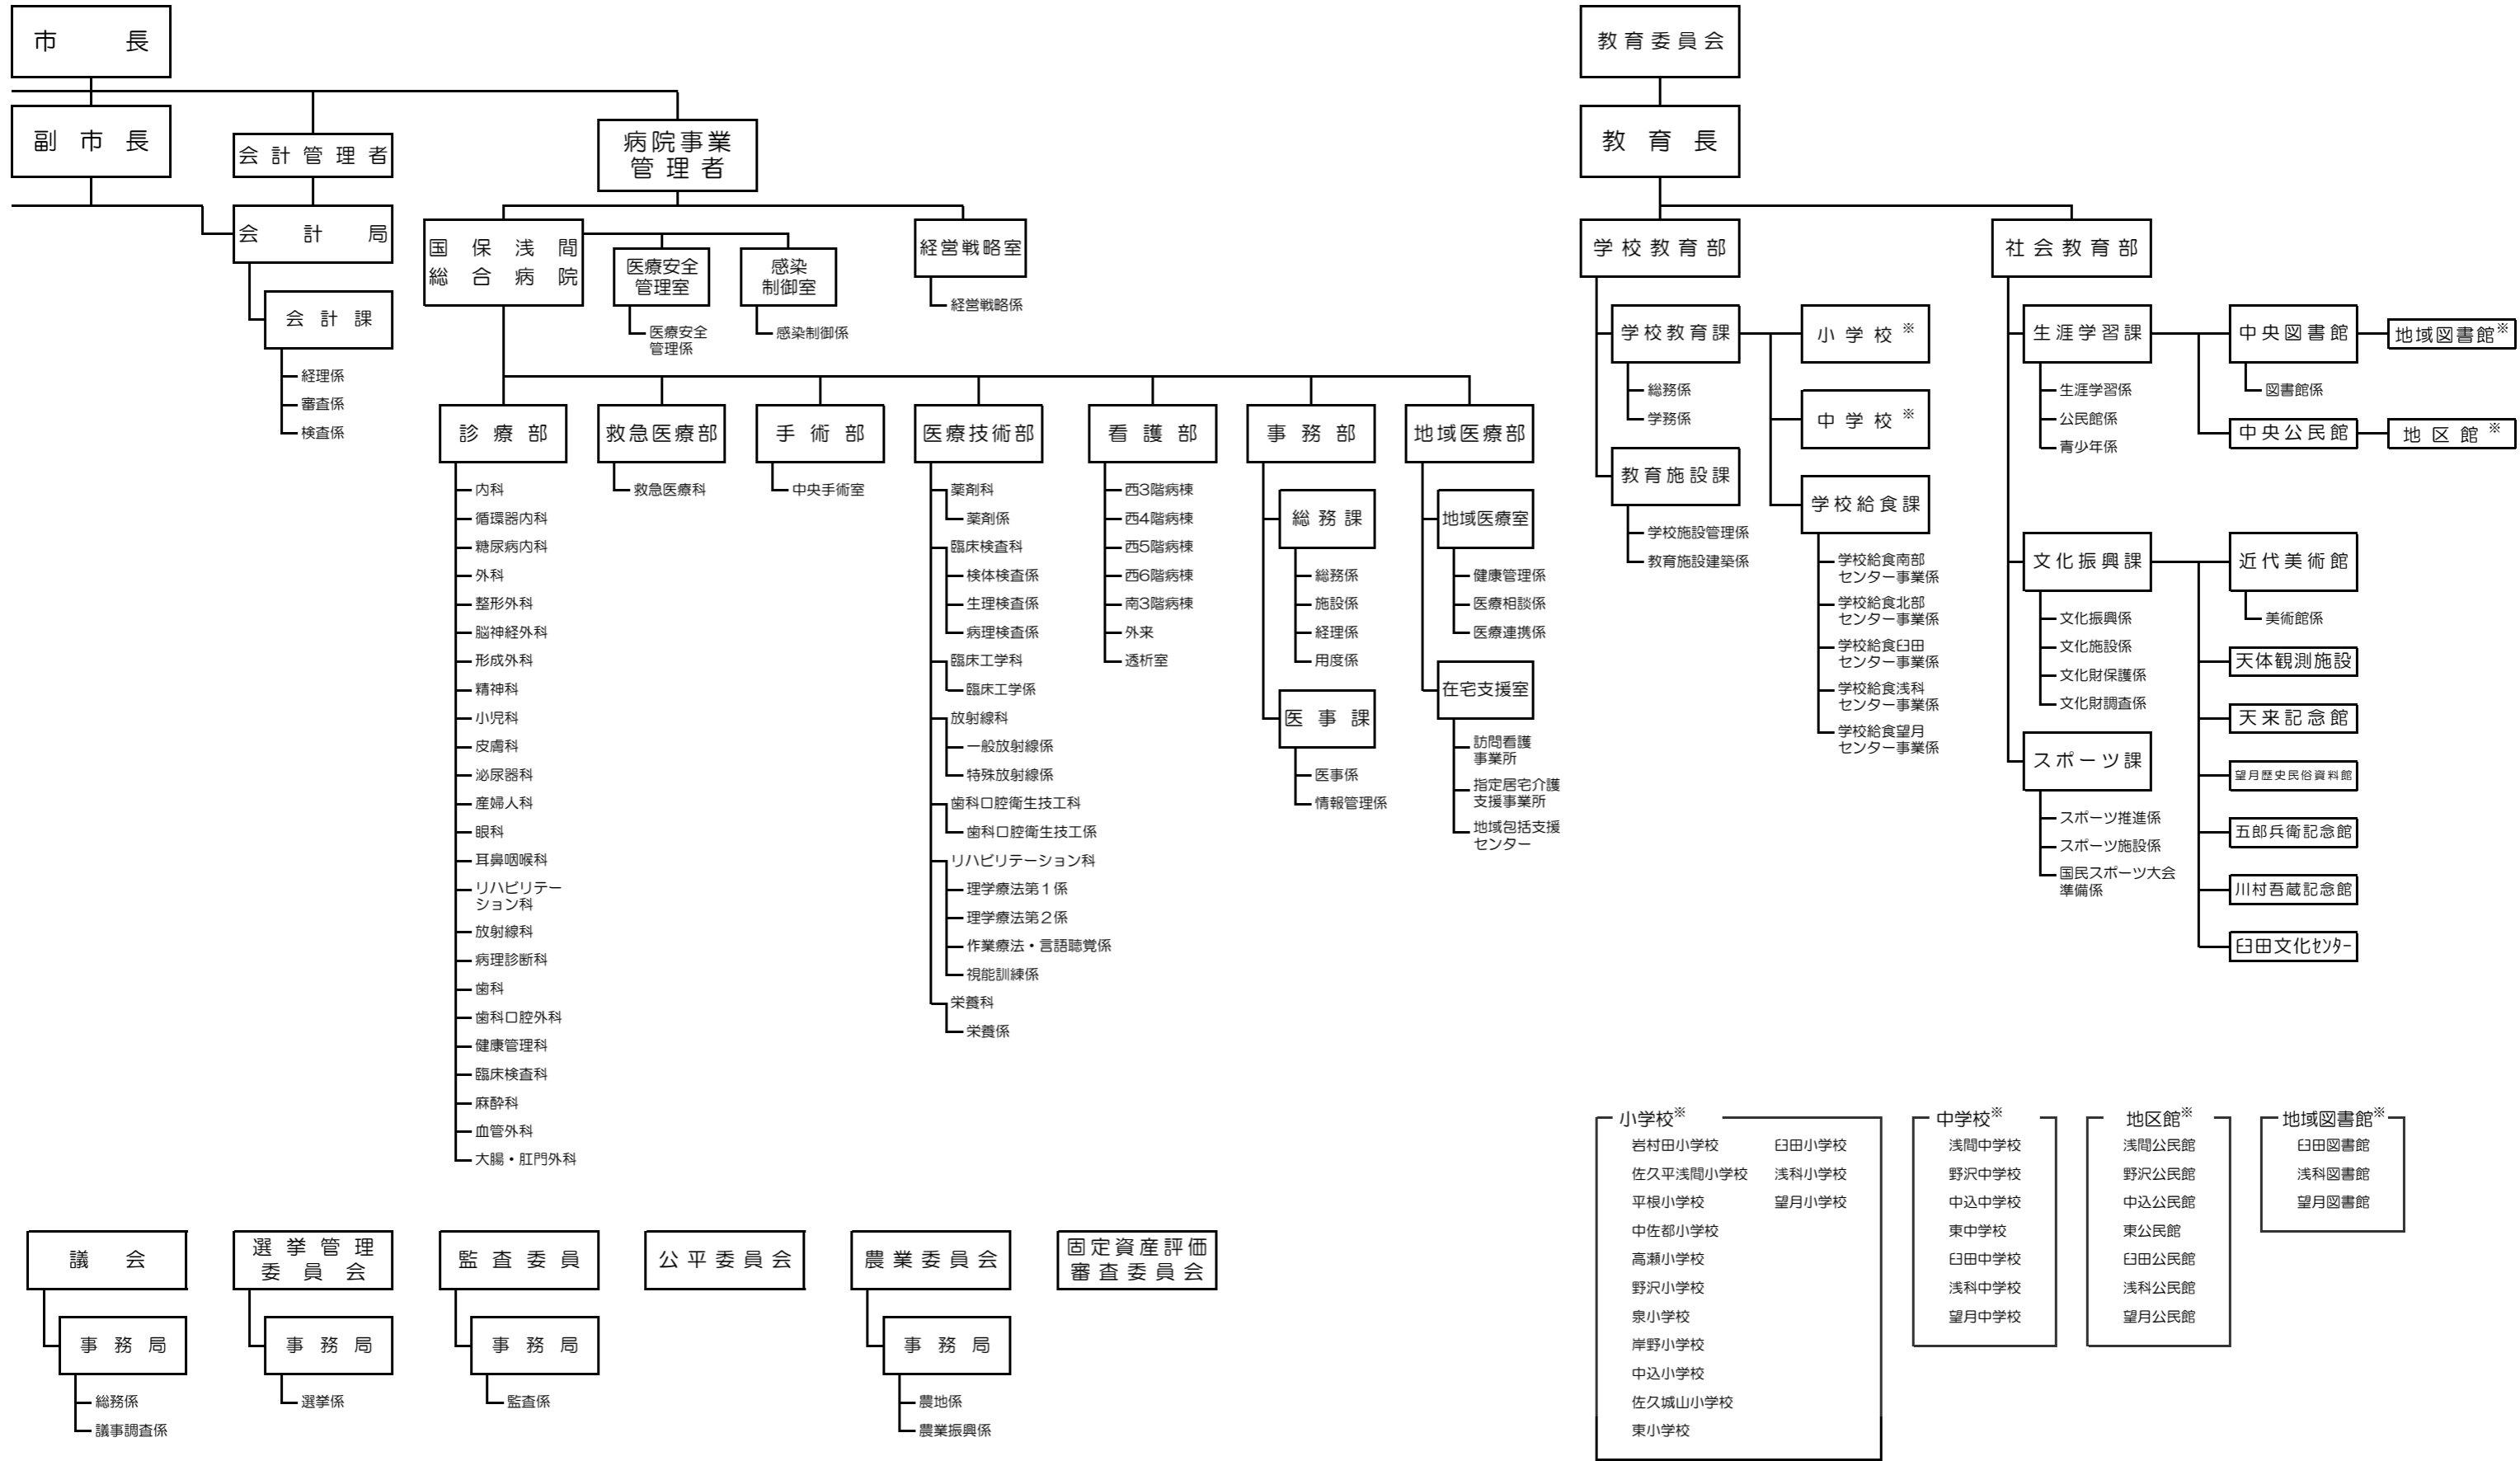 市長
副市長
会計管理者
会計局
会計課
経理係
審査係
検査係
病院事業
管理者
国保浅間
総合病院
医療安全
管理室
医療安全
管理係
感染
制御室
感染制御係
経営戦略室
経営戦略係
診療部
内科
循環器内科
糖尿病内科
外科
整形外科
脳神経外科
形成外科
精神科
小児科
皮膚科
泌尿器科
産婦人科
眼科
耳鼻咽喉科
リハビリテー
ション科
放射線科
病理診断科
歯科
歯科口腔外科
健康管理科
臨床検査科
麻酔科
血管外科
大腸・肛門外科
救急医療部
救急医療科
手術部
中央手術室
医療技術部
薬剤科
薬剤係
臨床検査科
検体検査係
生理検査係
病理検査係
臨床工学科
臨床工学係
放射線科
一般放射線係
特殊放射線係
歯科口腔衛生技工科
歯科口腔衛生技工係
リハビリテーション科
理学療法第1係
理学療法第2係
作業療法・言語聴覚係
視能訓練係
栄養科
栄養係
看護部
西3階病棟
西4階病棟
西5階病棟
西6階病棟
南3階病棟
外来
透析室
事務部
総務課
総務係
施設係
経理係
用度係
医事課
医事係
情報管理係
地域医療部
地域医療室
健康管理係
医療相談係
医療連携係
在宅支援室
訪問看護
事業所
指定居宅介護
支援事業所
地域包括支援
センター
教育委員会
教育長
学校教育部
学校教育課
総務係
学務係
教育施設課
学校施設管理係
教育施設建築係
小学校※
中学校※
学校給食課
学校給食南部
センター事業係
学校給食北部
センター事業係
学校給食臼田
センター事業係
学校給食浅科
センター事業係
学校給食望月
センター事業係
社会教育部
生涯学習課
生涯学習係
公民館係
青少年係
中央図書館
図書館係
地域図書館※
中央公民館
地区館※
文化振興課
文化振興係
文化施設係
文化財保護係
文化財調査係
近代美術館
美術館係
天体観測施設
天来記念館
望月歴史民俗資料館
五郎兵衛記念館
川村吾蔵記念館
臼田文化ｾﾝﾀｰ
スポーツ課
スポーツ推進係
スポーツ施設係
国民スポーツ大会
準備係
議会
事務局
総務係
議事調査係
選挙管理
委員会
事務局
選挙係
監査委員
事務局
監査係
公平委員会
農業委員会
事務局
農地係
農業振興係
固定資産評価
審査委員会
小学校※
岩村田小学校
佐久平浅間小学校
平根小学校
中佐都小学校
高瀬小学校
野沢小学校
泉小学校
岸野小学校
中込小学校
佐久城山小学校
東小学校
臼田小学校
浅科小学校
望月小学校
中学校※
浅間中学校
野沢中学校
中込中学校
東中学校
臼田中学校
浅科中学校
望月中学校
地区館※
浅間公民館
野沢公民館
中込公民館
東公民館
臼田公民館
浅科公民館
望月公民館
地域図書館※
臼田図書館
浅科図書館
望月図書館